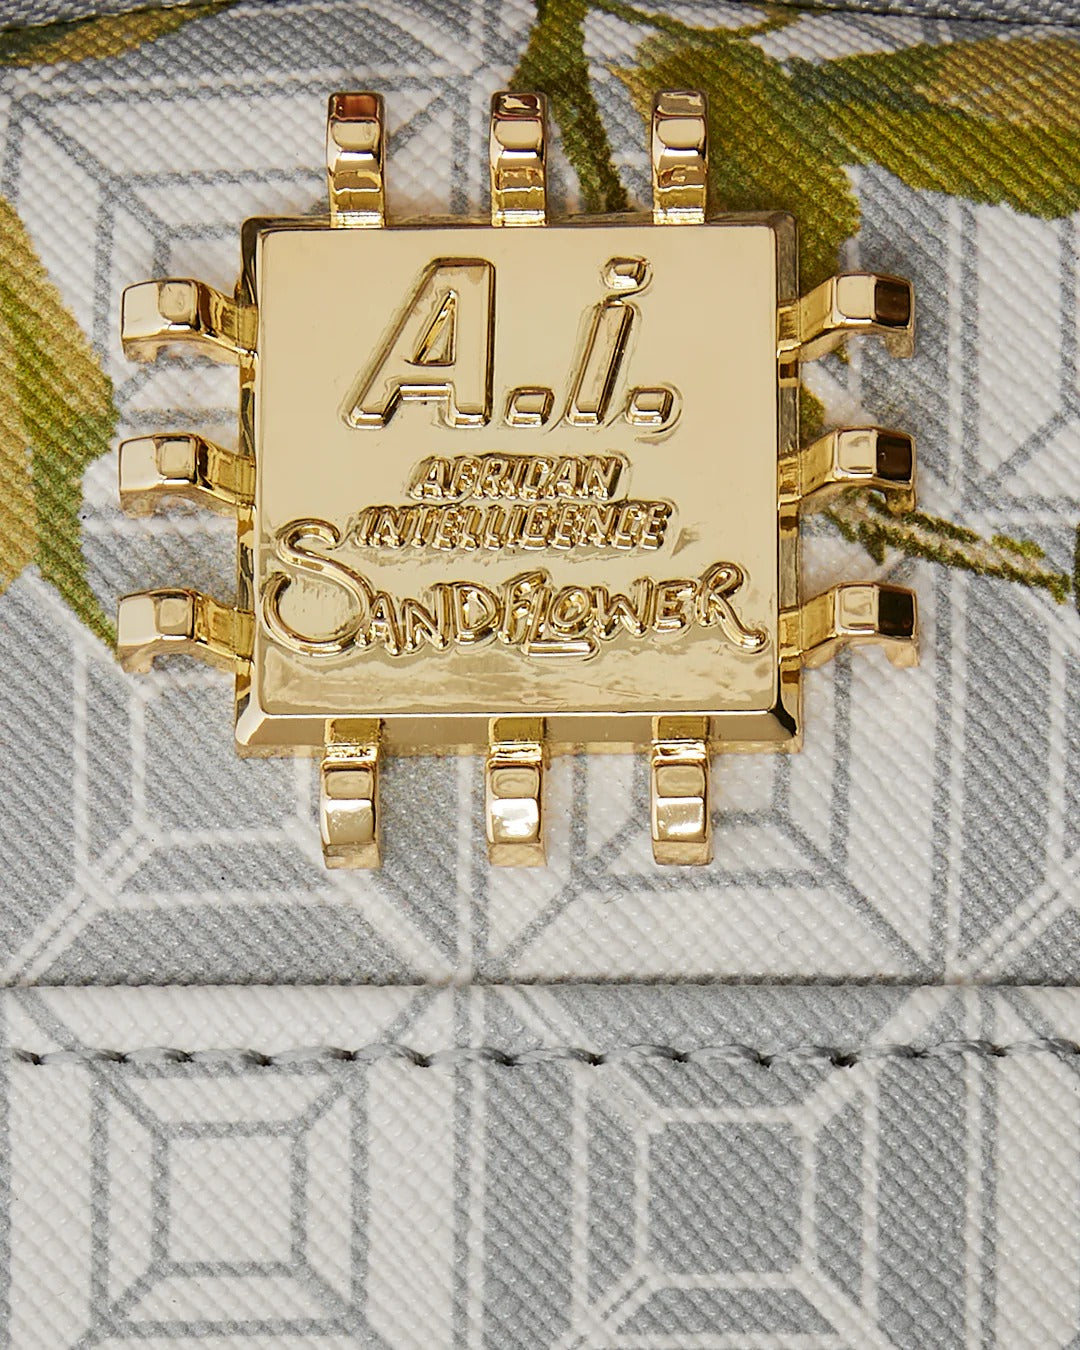 A.i.
AFRICAN
INTELLIGENCE
SANDFLOWER